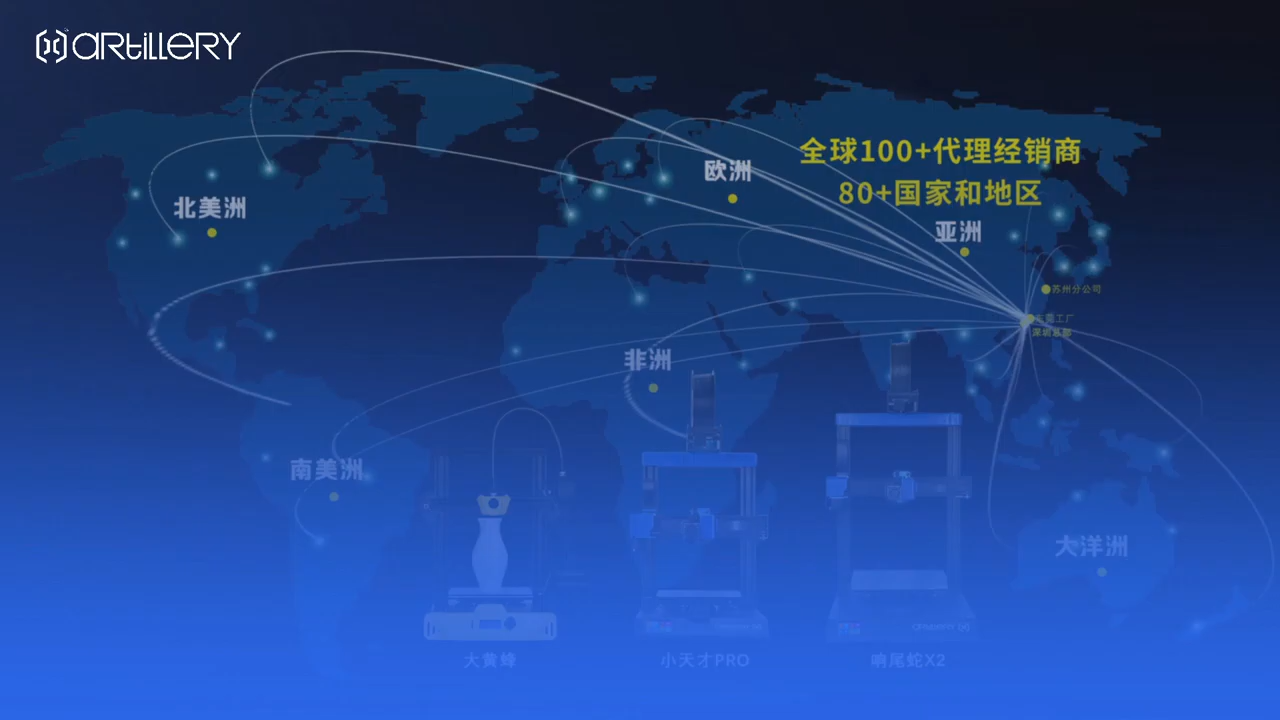 artillery
全球100+代理经销商
80+国家和地区
欧洲
北美洲
亚洲
苏州分公司
东莞工厂
深圳总部
非洲
南美洲
大洋洲
大黄蜂
小天才PRO
响尾蛇X2